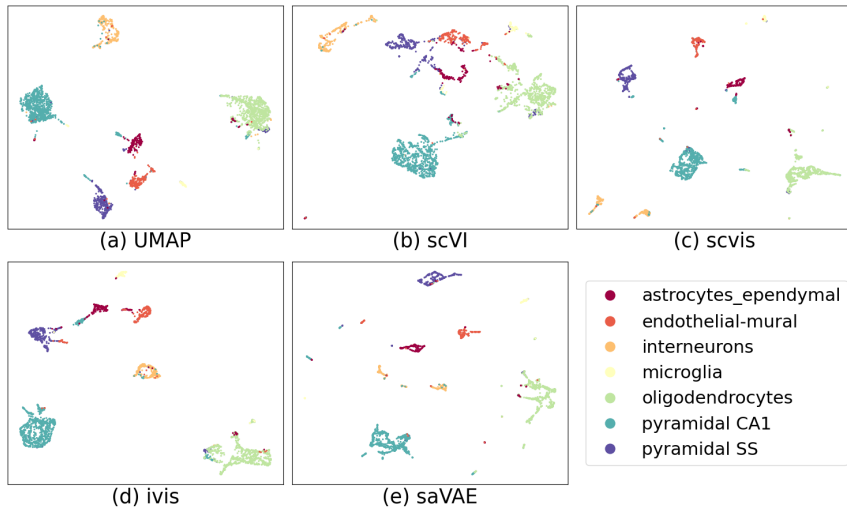 (a) UMAP
(b) scVI
(c) scvis
(d) ivis
(e) saVAE
astrocytes_ependymal
endothelial-mural
interneurons
microglia
oligodendrocytes
pyramidal CA1
pyramidal SS